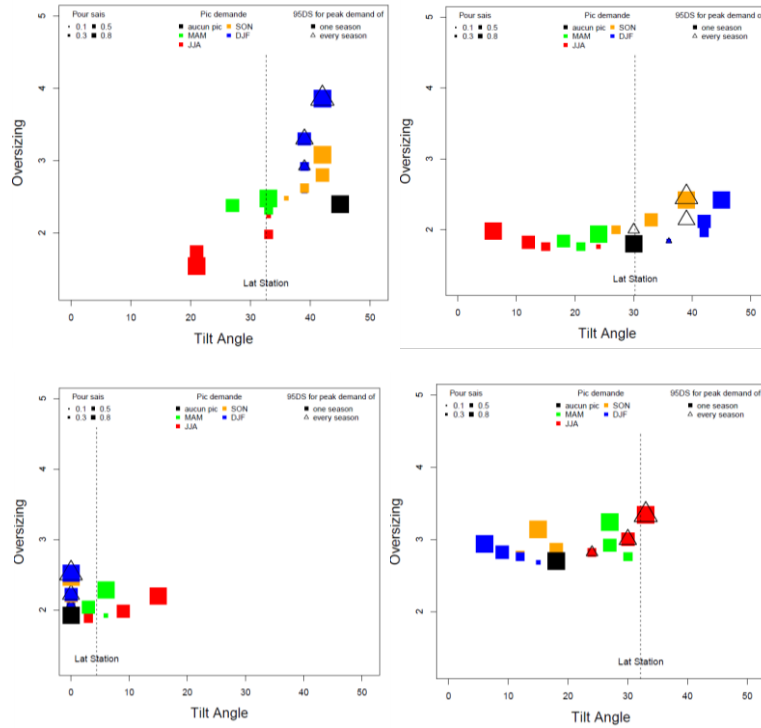 Pour sais Pic demande 95DS for peak demand of
0.1 0.5 aucun pic SON one season
0.3 0.8 MAM DJF every season
JJA
Oversizing
5
4
3
2
Lat Station
0 10 20 30 40 50
Tilt Angle
Pour sais Pic demande 95DS for peak demand of
0.1 0.5 aucun pic SON one season
0.3 0.8 MAM DJF every season
JJA
Oversizing
5
4
3
2
Lat Station
0 10 20 30 40 50
Tilt Angle
Pour sais Pic demande 95DS for peak demand of
0.1 0.5 aucun pic SON one season
0.3 0.8 MAM DJF every season
JJA
Oversizing
5
4
3
2
Lat Station
0 10 20 30 40 50
Tilt Angle
Pour sais Pic demande 95DS for peak demand of
0.1 0.5 aucun pic SON one season
0.3 0.8 MAM DJF every season
JJA
Oversizing
5
4
3
2
Lat Station
0 10 20 30 40 50
Tilt Angle